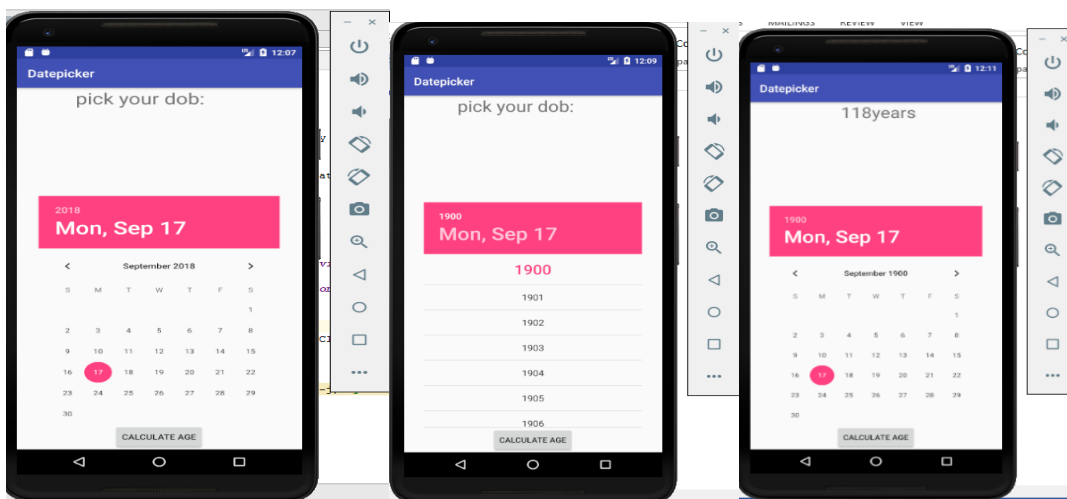 MAILINGS REVIEW VIEW
12:07
Datepicker
pick your dob:
2018
Mon, Sep 17
September 2018
S M T W T F S
1
2 3 4 5 6 7 8
9 10 11 12 13 14 15
16 17 18 19 20 21 22
23 24 25 26 27 28 29
30
CALCULATE AGE
12:09
Datepicker
pick your dob:
1900
Mon, Sep 17
1900
1901
1902
1903
1904
1905
1906
CALCULATE AGE
12:11
Datepicker
118years
1900
Mon, Sep 17
September 1900
S M T W T F S
1
2 3 4 5 6 7 8
9 10 11 12 13 14 15
16 17 18 19 20 21 22
23 24 25 26 27 28 29
30
CALCULATE AGE